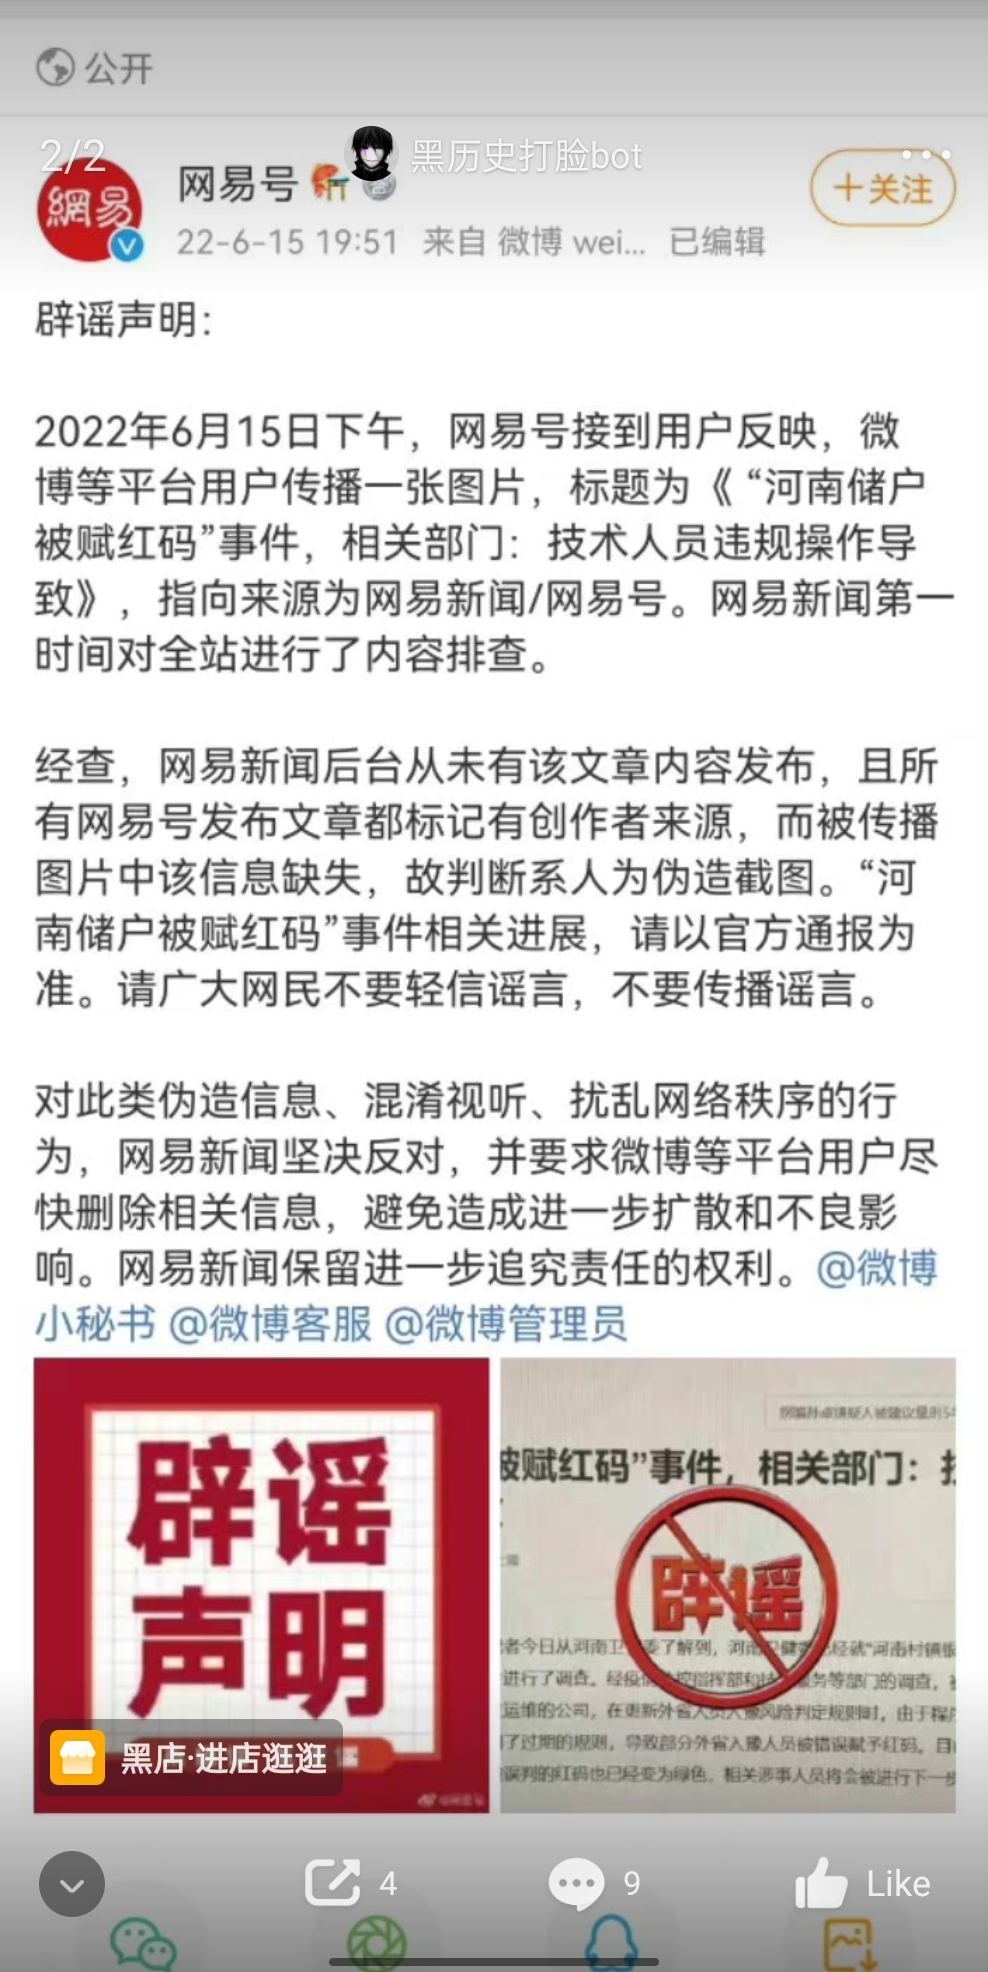 公开
2/2
黑历史打脸bot
網易
网易号
22-6-15 19:51 来自 微博 wei... 已编辑
+关注
辟谣声明：
2022年6月15日下午，网易号接到用户反映，微
博等平台用户传播一张图片，标题为《 “河南储户
被赋红码”事件，相关部门：技术人员违规操作导
致》，指向来源为网易新闻/网易号。网易新闻第一
时间对全站进行了内容排查。
经查，网易新闻后台从未有该文章内容发布，且所
有网易号发布文章都标记有创作者来源，而被传播
图片中该信息缺失，故判断系人为伪造截图。“河
南储户被赋红码”事件相关进展，请以官方通报为
准。请广大网民不要轻信谣言，不要传播谣言。
对此类伪造信息、混淆视听、扰乱网络秩序的行
为，网易新闻坚决反对，并要求微博等平台用户尽
快删除相关信息，避免造成进一步扩散和不良影
响。网易新闻保留进一步追究责任的权利。@微博
小秘书 @微博客服 @微博管理员
辟谣
声明
被赋红码”事件，相关部门：技
辟谣
者今日从河南卫健委了解到，河南卫健委已经就“河南村镇银
进行了调查。经疫情防控指挥部和技术服务等部门的调查，
运维的公司，在更新外省人员入豫风险判定规则时，由于程
了过期的规则，导致部分外省入豫人员被错误赋予红码。目
误判的红码也已经变为绿色，相关涉事人员将会被进行下一步
黑店·进店逛逛
4
9
Like